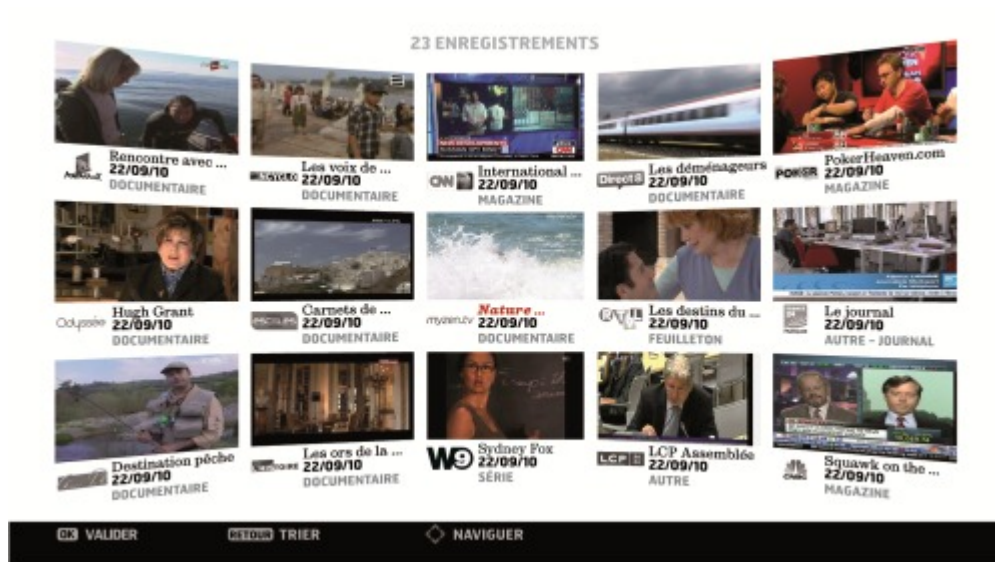 23 ENREGISTREMENTS
Rencontre avec ...
22/09/10
DOCUMENTAIRE
ENCYCLO
Les voix de ...
22/09/10
DOCUMENTAIRE
CNN
International ...
22/09/10
MAGAZINE
Direct8
Les déménageurs
22/09/10
DOCUMENTAIRE
POKER
PokerHeaven.com
22/09/10
MAGAZINE
Odyssée
Hugh Grant
22/09/10
DOCUMENTAIRE
Carnets de ...
22/09/10
DOCUMENTAIRE
myzen.tv
Nature ...
22/09/10
DOCUMENTAIRE
Les destins du ...
22/09/10
FEUILLETON
Le journal
22/09/10
AUTRE - JOURNAL
Destination pêche
22/09/10
DOCUMENTAIRE
Les ors de la ...
22/09/10
DOCUMENTAIRE
W9
Sydney Fox
22/09/10
SÉRIE
LCP
LCP Assemblée
22/09/10
AUTRE
CNBC
Squawk on the ...
22/09/10
MAGAZINE
OK VALIDER
RETOUR TRIER
NAVIGUER